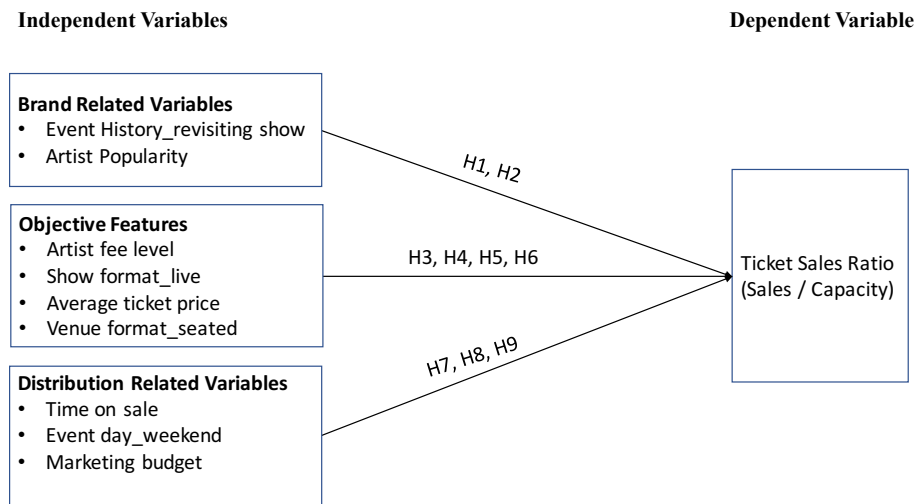 Independent Variables
Dependent Variable
Brand Related Variables
• Event History_revisiting show
• Artist Popularity
H1, H2
Objective Features
• Artist fee level
• Show format_live
• Average ticket price
• Venue format_seated
H3, H4, H5, H6
Ticket Sales Ratio
(Sales / Capacity)
Distribution Related Variables
• Time on sale
• Event day_weekend
• Marketing budget
H7, H8, H9